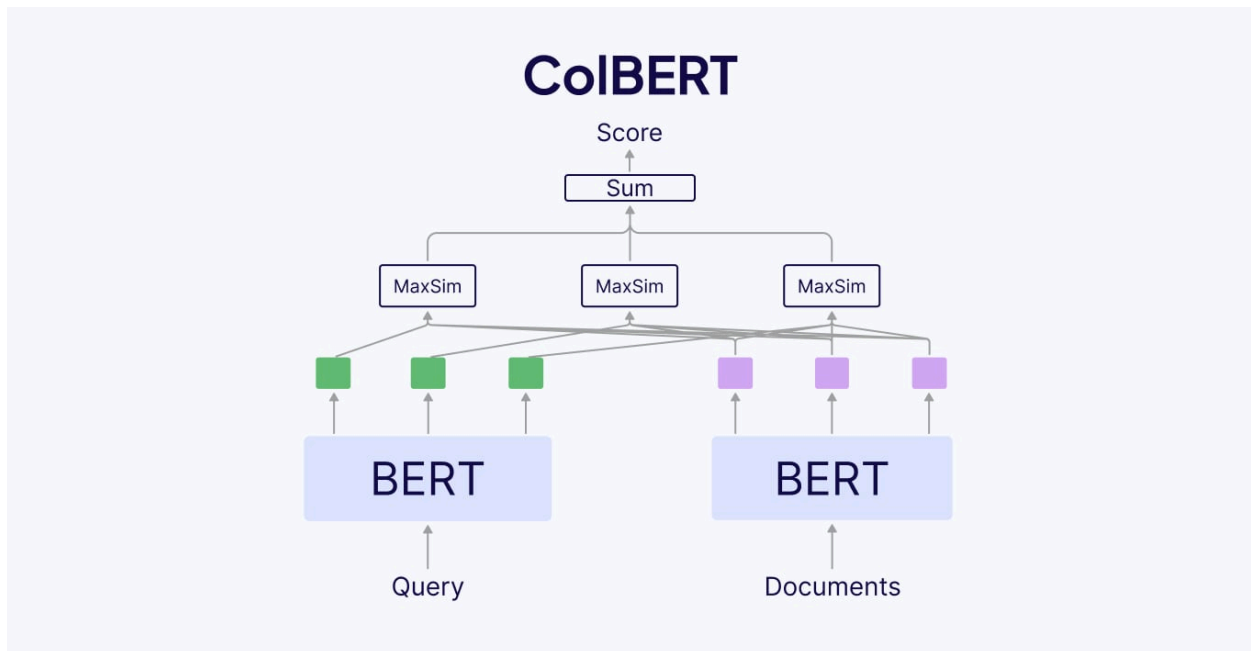 ColBERT
Score
Sum
MaxSim MaxSim MaxSim
BERT BERT
Query Documents